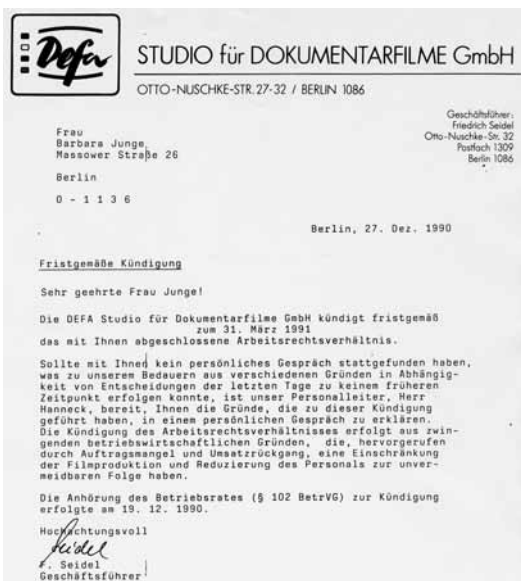 Defa
STUDIO für DOKUMENTARFILME GmbH
OTTO-NUSCHKE-STR. 27-32 / BERLIN 1086
Geschäftsführer:
Friedrich Seidel
Otto-Nuschke-Str. 32
Postfach 1309
Berlin 1086
Frau
Barbara Junge
Massower Straße 26
Berlin
O - 1 1 3 6
Berlin, 27. Dez. 1990
Fristgemäße Kündigung
Sehr geehrte Frau Junge!
Die DEFA Studio für Dokumentarfilme GmbH kündigt fristgemäß
zum 31. März 1991
das mit Ihnen abgeschlossene Arbeitsrechtsverhältnis.
Sollte mit Ihnen kein persönliches Gespräch stattgefunden haben,
was zu unserem Bedauern aus verschiedenen Gründen in Abhängig-
keit von Entscheidungen der letzten Tage zu keinem früheren
Zeitpunkt erfolgen konnte, ist unser Personalleiter, Herr
Hanneck, bereit, Ihnen die Gründe, die zu dieser Kündigung
geführt haben, in einem persönlichen Gespräch zu erklären.
Die Kündigung des Arbeitsrechtsverhältnisses erfolgt aus zwin-
genden betriebswirtschaftlichen Gründen, die, hervorgerufen
durch Auftragsmangel und Umsatzrückgang, eine Einschränkung
der Filmproduktion und Reduzierung des Personals zur unver-
meidbaren Folge haben.
Die Anhörung des Betriebsrates (§ 102 BetrVG) zur Kündigung
erfolgte am 19. 12. 1990.
Hochachtungsvoll
Seidel
F. Seidel
Geschäftsführer